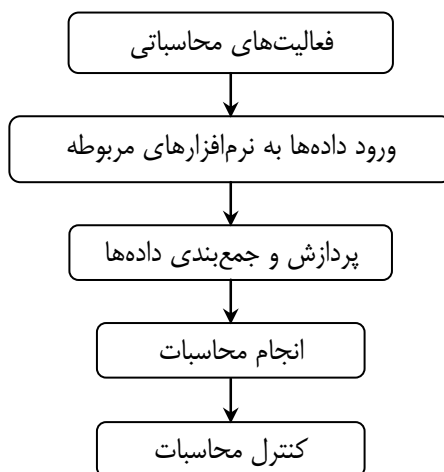 فعالیت‌های محاسباتی
ورود داده‌ها به نرم‌افزارهای مربوطه
پردازش و جمع‌بندی داده‌ها
انجام محاسبات
کنترل محاسبات